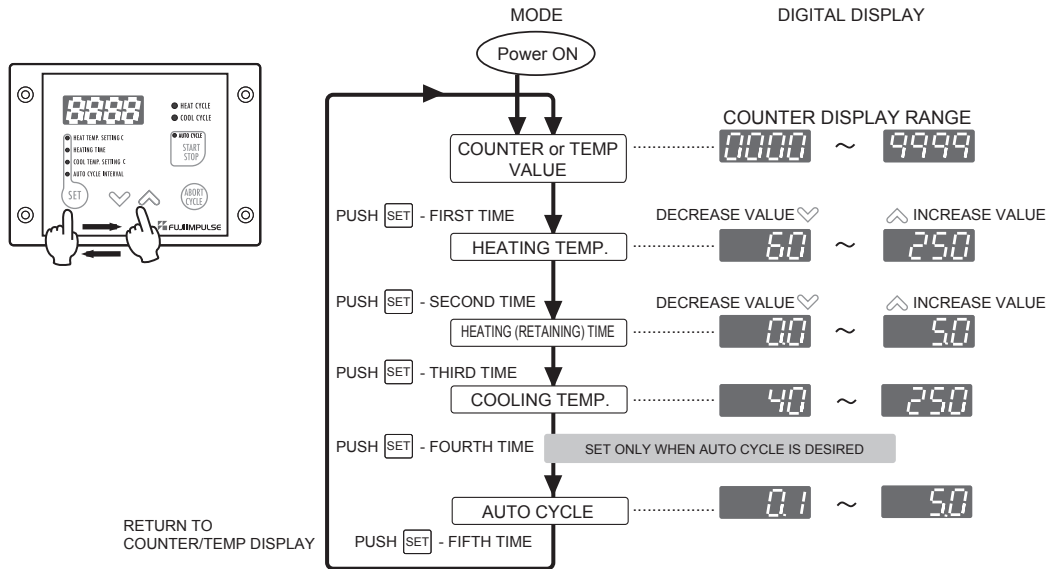 MODE
DIGITAL DISPLAY
Power ON
8888
HEAT CYCLE
COOL CYCLE
HEAT TEMP. SETTING C
HEATING TIME
COOL TEMP. SETTING C
AUTO CYCLE INTERVAL
AUTO CYCLE
START
STOP
SET
ABORT
CYCLE
FUJIIMPULSE
COUNTER or TEMP
VALUE
COUNTER DISPLAY RANGE
0000 ~ 9999
PUSH SET - FIRST TIME
DECREASE VALUE
INCREASE VALUE
HEATING TEMP.
60 ~ 250
PUSH SET - SECOND TIME
DECREASE VALUE
INCREASE VALUE
HEATING (RETAINING) TIME
0.0 ~ 5.0
PUSH SET - THIRD TIME
COOLING TEMP.
40 ~ 250
PUSH SET - FOURTH TIME
SET ONLY WHEN AUTO CYCLE IS DESIRED
AUTO CYCLE
0.1 ~ 5.0
RETURN TO
COUNTER/TEMP DISPLAY
PUSH SET - FIFTH TIME